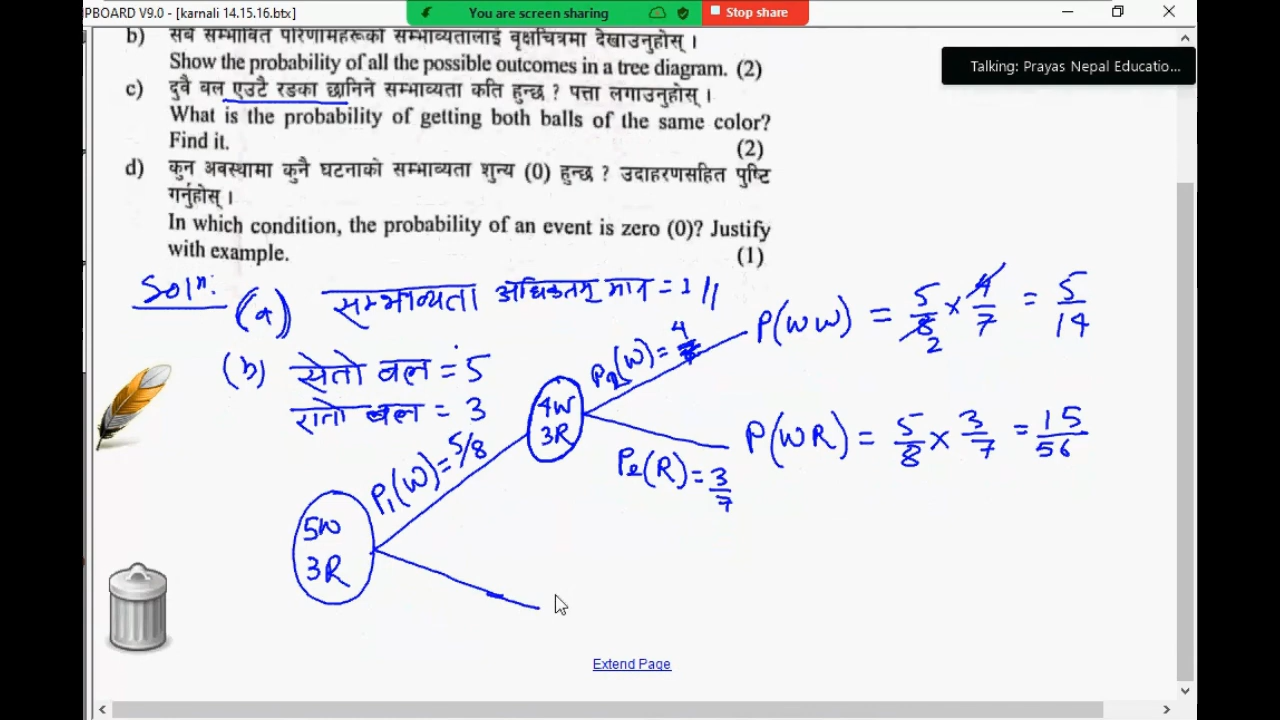 IPBOARD V9.0 - [karnali 14.15.16.btx]
You are screen sharing
Stop share
Talking: Prayas Nepal Educatio...
b) सबै सम्भावित परिणामहरूको सम्भाव्यतालाई वृक्षचित्रमा देखाउनुहोस् ।
Show the probability of all the possible outcomes in a tree diagram. (2)
c) दुवै बल एउटै रङका छानिने सम्भाव्यता कति हुन्छ ? पत्ता लगाउनुहोस् ।
What is the probability of getting both balls of the same color?
Find it. (2)
d) कुन अवस्थामा कुनै घटनाको सम्भाव्यता शुन्य (0) हुन्छ ? उदाहरणसहित पुष्टि
गर्नुहोस् ।
In which condition, the probability of an event is zero (0)? Justify
with example. (1)
Solⁿ:
(a) सम्भाव्यता अधिकतम् मान = 1 //
(b) सेतो बल = 5
रातो बल = 3
5W
3R
P₁(W) = 5/8
4W
3R
P₂(W) = 4
P(WW) = 5/8 × 4/7 = 5/14
2
P₂(R) = 3/7
P(WR) = 5/8 × 3/7 = 15/56
Extend Page